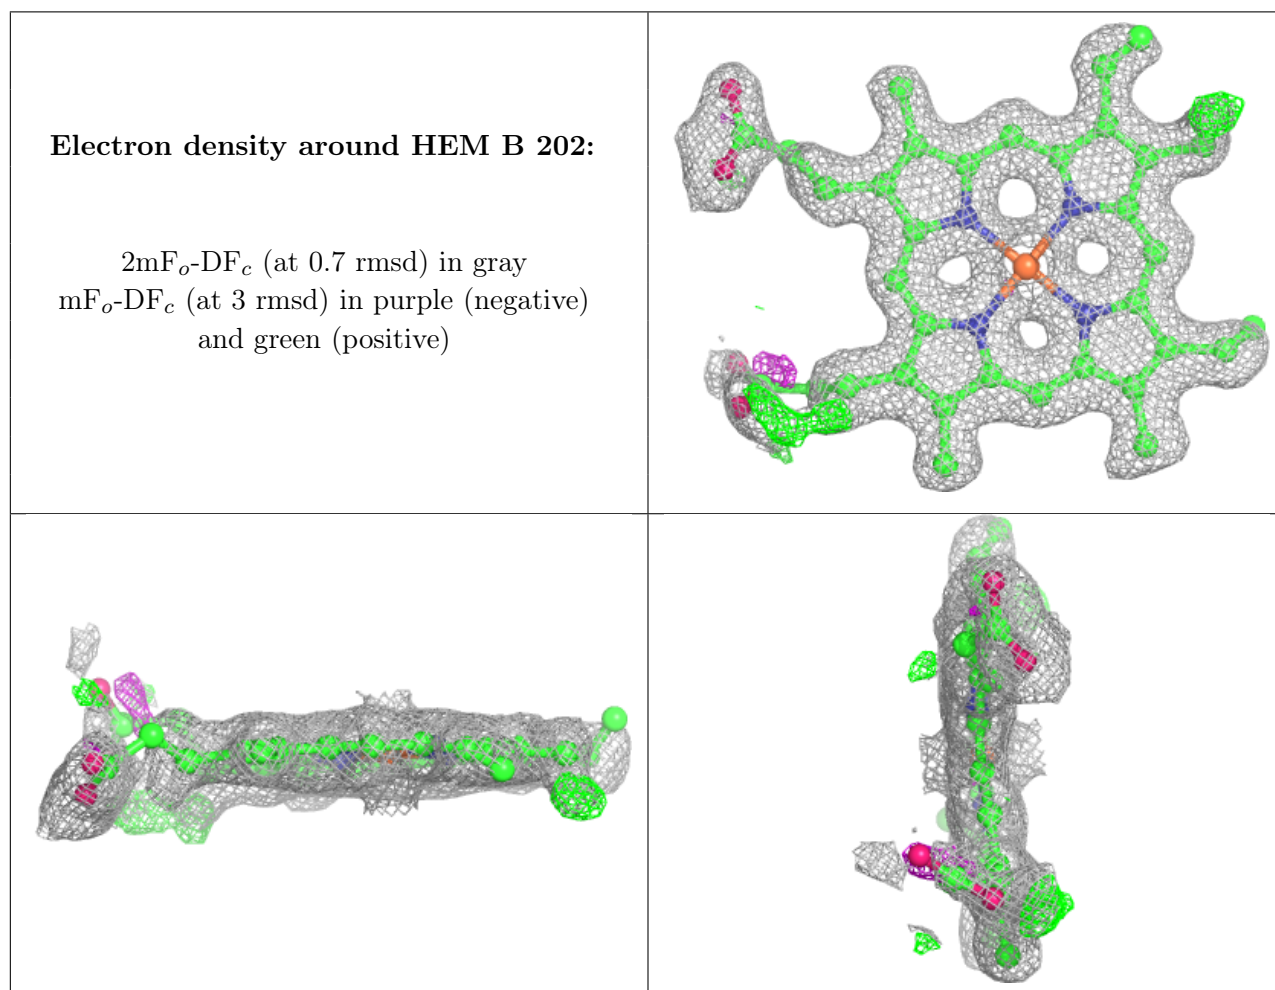 Electron density around HEM B 202:
2mFₒ-DF𝒸 (at 0.7 rmsd) in gray
mFₒ-DF𝒸 (at 3 rmsd) in purple (negative)
and green (positive)